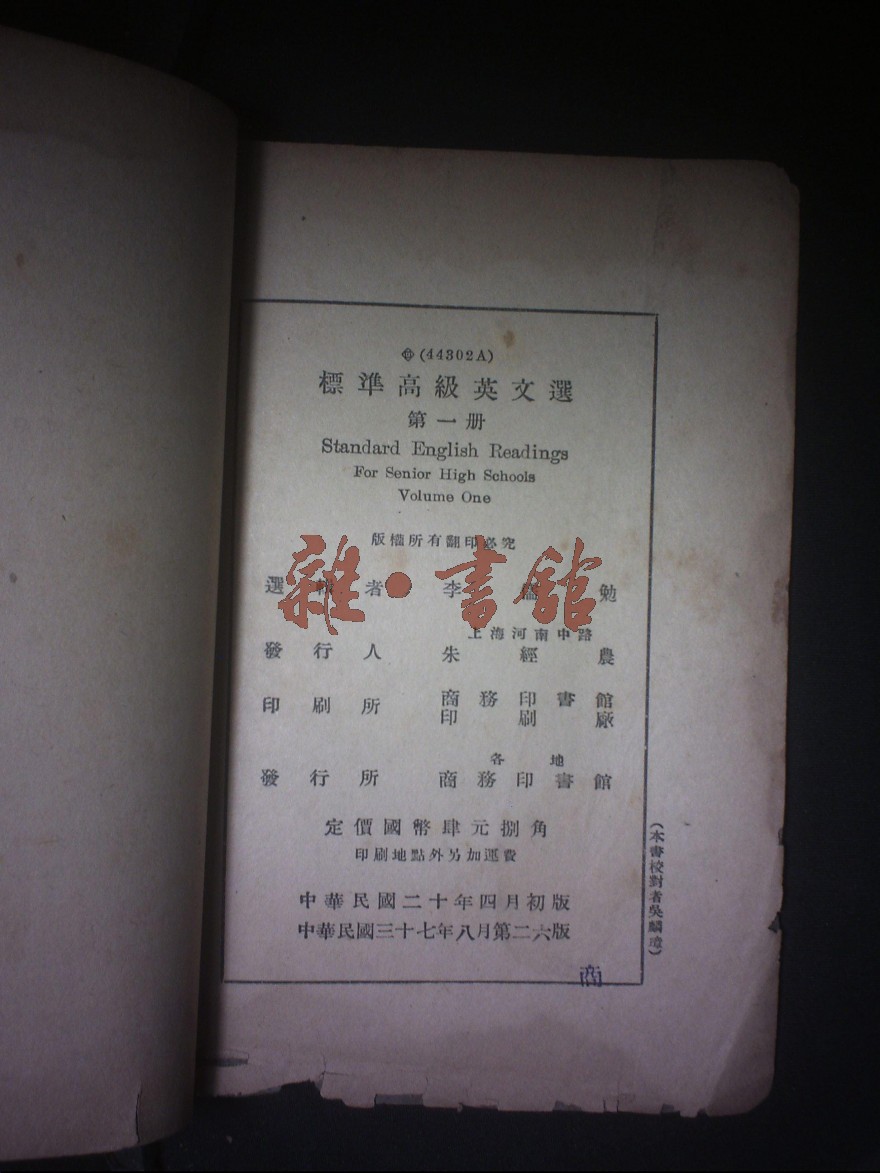 (44302A)
標準高級英文選
第一册
Standard English Readings
For Senior High Schools
Volume One
版權所有翻印必究
選 者 李 勉
上海河南中路
發行人 朱經農
印刷所 商務印書館
印刷廠
各地
發行所 商務印書館
定價國幣肆元捌角
印刷地點外另加運費
中華民國二十年四月初版
中華民國三十七年八月第二六版
(本書校對者吳麟)
商
雜·書館